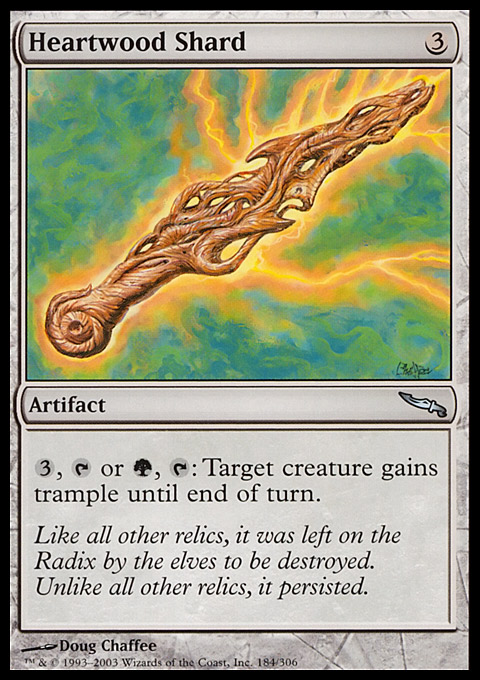 Heartwood Shard 3
Artifact
3, or , : Target creature gains
trample until end of turn.
Like all other relics, it was left on the
Radix by the elves to be destroyed.
Unlike all other relics, it persisted.
Doug Chaffee
™ & © 1993–2003 Wizards of the Coast, Inc. 184/306